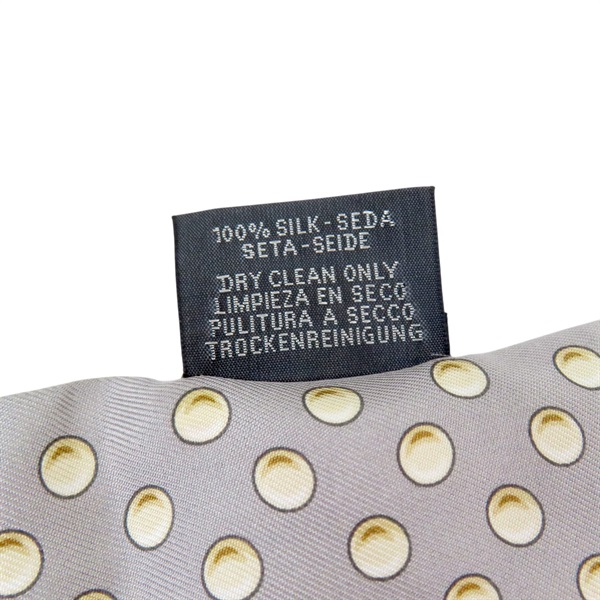 100% SILK-SEDA
SETA-SEIDE
DRY CLEAN ONLY
LIMPIEZA EN SECO
PULITURA A SECCO
TROCKENREINIGUNG